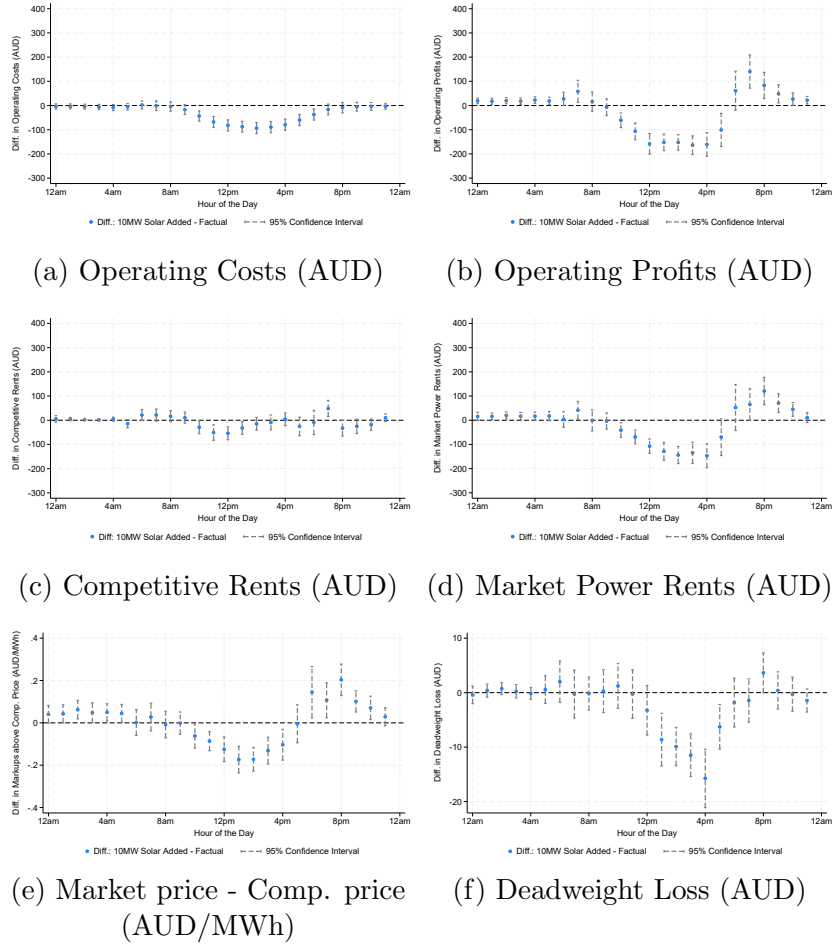 400
300
200
100
0
-100
-200
-300
Diff. in Operating Costs (AUD)
12am 4am 8am 12pm 4pm 8pm 12am
Hour of the Day
Diff.: 10MW Solar Added - Factual 95% Confidence Interval
(a) Operating Costs (AUD)
400
300
200
100
0
-100
-200
-300
Diff. in Operating Profits (AUD)
12am 4am 8am 12pm 4pm 8pm 12am
Hour of the Day
Diff.: 10MW Solar Added - Factual 95% Confidence Interval
(b) Operating Profits (AUD)
400
300
200
100
0
-100
-200
-300
Diff. in Competitive Rents (AUD)
12am 4am 8am 12pm 4pm 8pm 12am
Hour of the Day
Diff: 10MW Solar Added - Factual 95% Confidence Interval
(c) Competitive Rents (AUD)
400
300
200
100
0
-100
-200
-300
Diff. in Market Power Rents (AUD)
12am 4am 8am 12pm 4pm 8pm 12am
Hour of the Day
Diff.: 10MW Solar Added - Factual 95% Confidence Interval
(d) Market Power Rents (AUD)
.4
.2
0
-.2
-.4
Diff. in Markups above Comp. Price (AUD/MWh)
12am 4am 8am 12pm 4pm 8pm 12am
Hour of the Day
Diff.: 10MW Solar Added - Factual 95% Confidence Interval
(e) Market price - Comp. price
(AUD/MWh)
10
0
-10
-20
Diff. in Deadweight Loss (AUD)
12am 4am 8am 12pm 4pm 8pm 12am
Hour of the Day
Diff.: 10MW Solar Added - Factual 95% Confidence Interval
(f) Deadweight Loss (AUD)